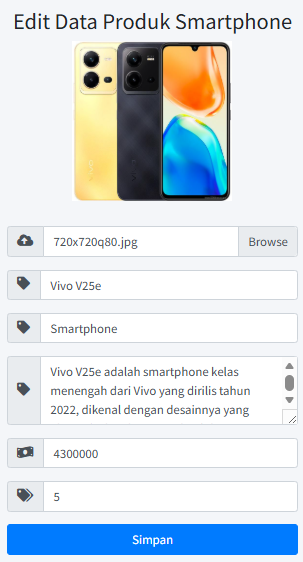 Edit Data Produk Smartphone
vivo
720x720q80.jpg
Browse
Vivo V25e
Smartphone
Vivo V25e adalah smartphone kelas
menengah dari Vivo yang dirilis tahun
2022, dikenal dengan desainnya yang
4300000
5
Simpan